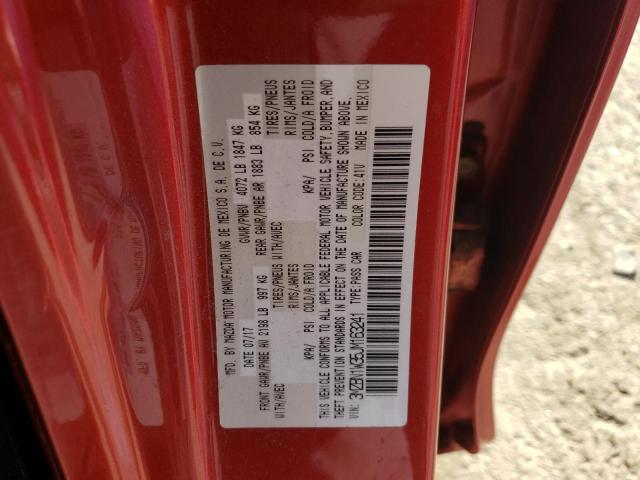 MFD. BY MAZDA MOTOR MANUFACTURING DE MEXICO S.A. DE C.V.
DATE 07/17 GVWR/PNBV 4072 LB 1847 KG
FRONT GAWR/PNBE AV 2198 LB 997 KG REAR GAWR/PNBE AR 1883 LB 854 KG
WITH/AVEC TIRES/PNEUS WITH/AVEC TIRES/PNEUS
RIMS/JANTES RIMS/JANTES
KPA/ PSI COLD/A FROID KPA/ PSI COLD/A FROID
THIS VEHICLE CONFORMS TO ALL APPLICABLE FEDERAL MOTOR VEHICLE SAFETY, BUMPER, AND
THEFT PREVENTION STANDARDS IN EFFECT ON THE DATE OF MANUFACTURE SHOWN ABOVE.
VIN: 3MZBN1W35JM163241 TYPE:PASS CAR COLOR CODE:41V MADE IN MEXICO